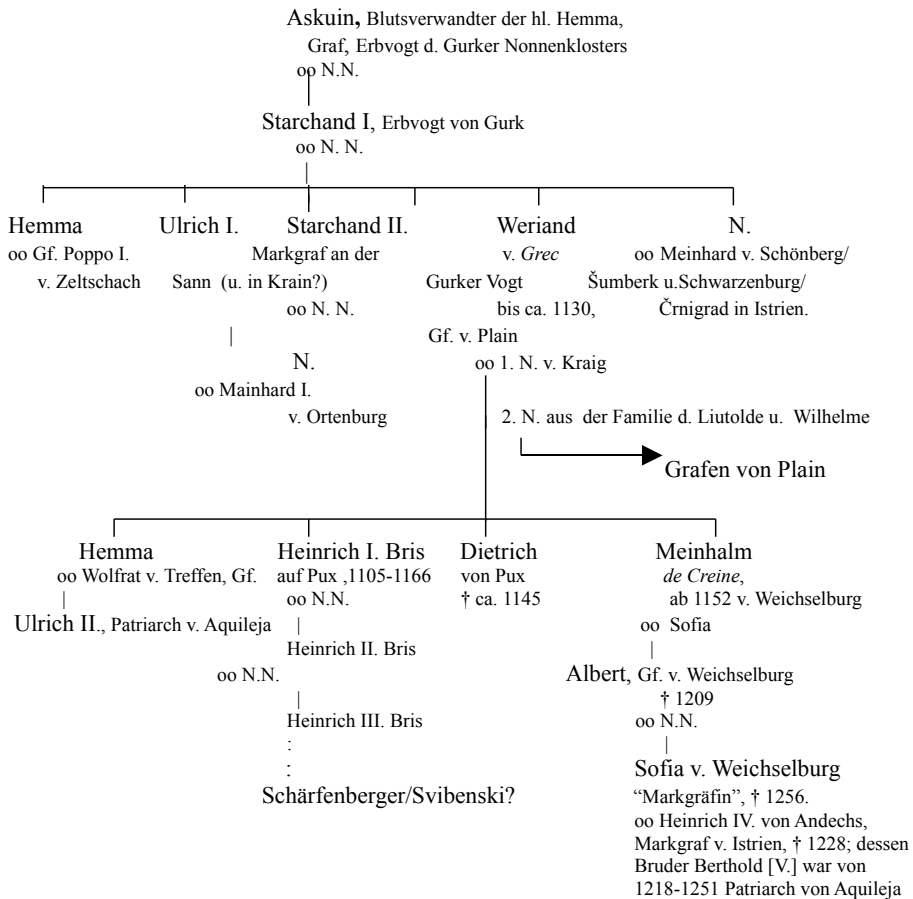 Askuin, Blutsverwandter der hl. Hemma,
Graf, Erbvogt d. Gurker Nonnenklosters
oo N.N.
Starchand I, Erbvogt von Gurk
oo N. N.
|
Hemma Ulrich I. Starchand II. Weriand N.
oo Gf. Poppo I. Markgraf an der v. Grec oo Meinhard v. Schönberg/
v. Zeltschach Sann (u. in Krain?) Gurker Vogt Šumberk u.Schwarzenburg/
oo N. N. bis ca. 1130, Črnigrad in Istrien.
| Gf. v. Plain
N. oo 1. N. v. Kraig
oo Mainhard I.
v. Ortenburg 2. N. aus der Familie d. Liutolde u. Wilhelme
Grafen von Plain
Hemma Heinrich I. Bris Dietrich Meinhalm
oo Wolfrat v. Treffen, Gf. auf Pux ,1105-1166 von Pux de Creine,
| oo N.N. † ca. 1145 ab 1152 v. Weichselburg
Ulrich II., Patriarch v. Aquileja | oo Sofia
Heinrich II. Bris |
oo N.N. Albert, Gf. v. Weichselburg
| † 1209
Heinrich III. Bris oo N.N.
: |
: Sofia v. Weichselburg
Schärfenberger/Svibenski? “Markgräfin”, † 1256.
oo Heinrich IV. von Andechs,
Markgraf v. Istrien, † 1228; dessen
Bruder Berthold [V.] war von
1218-1251 Patriarch von Aquileja